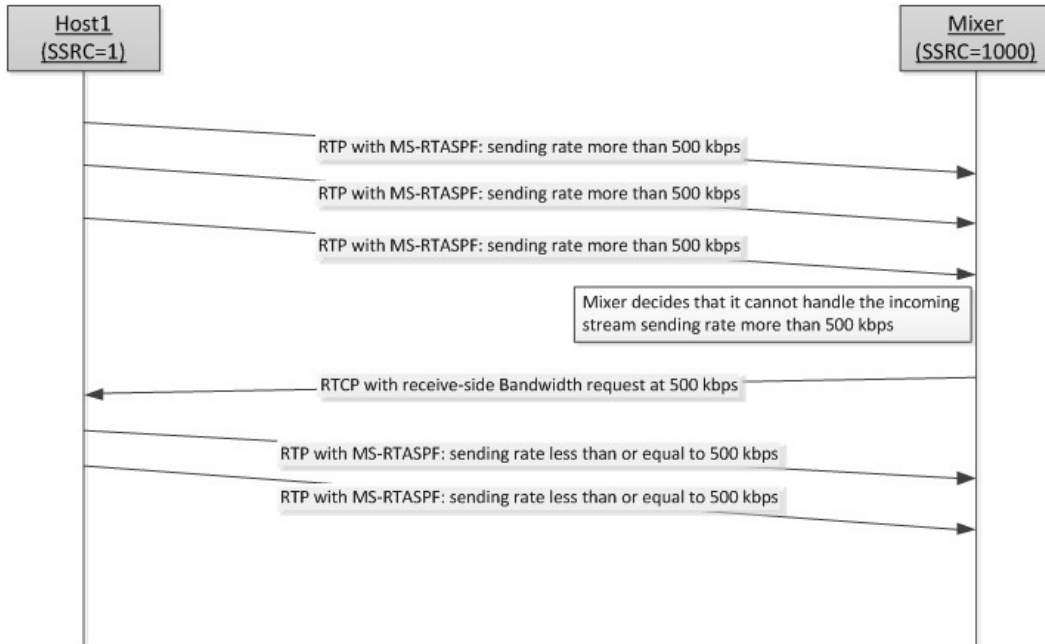 Host1
(SSRC=1)
Mixer
(SSRC=1000)
RTP with MS-RTASPF: sending rate more than 500 kbps
RTP with MS-RTASPF: sending rate more than 500 kbps
RTP with MS-RTASPF: sending rate more than 500 kbps
Mixer decides that it cannot handle the incoming
stream sending rate more than 500 kbps
RTCP with receive-side Bandwidth request at 500 kbps
RTP with MS-RTASPF: sending rate less than or equal to 500 kbps
RTP with MS-RTASPF: sending rate less than or equal to 500 kbps